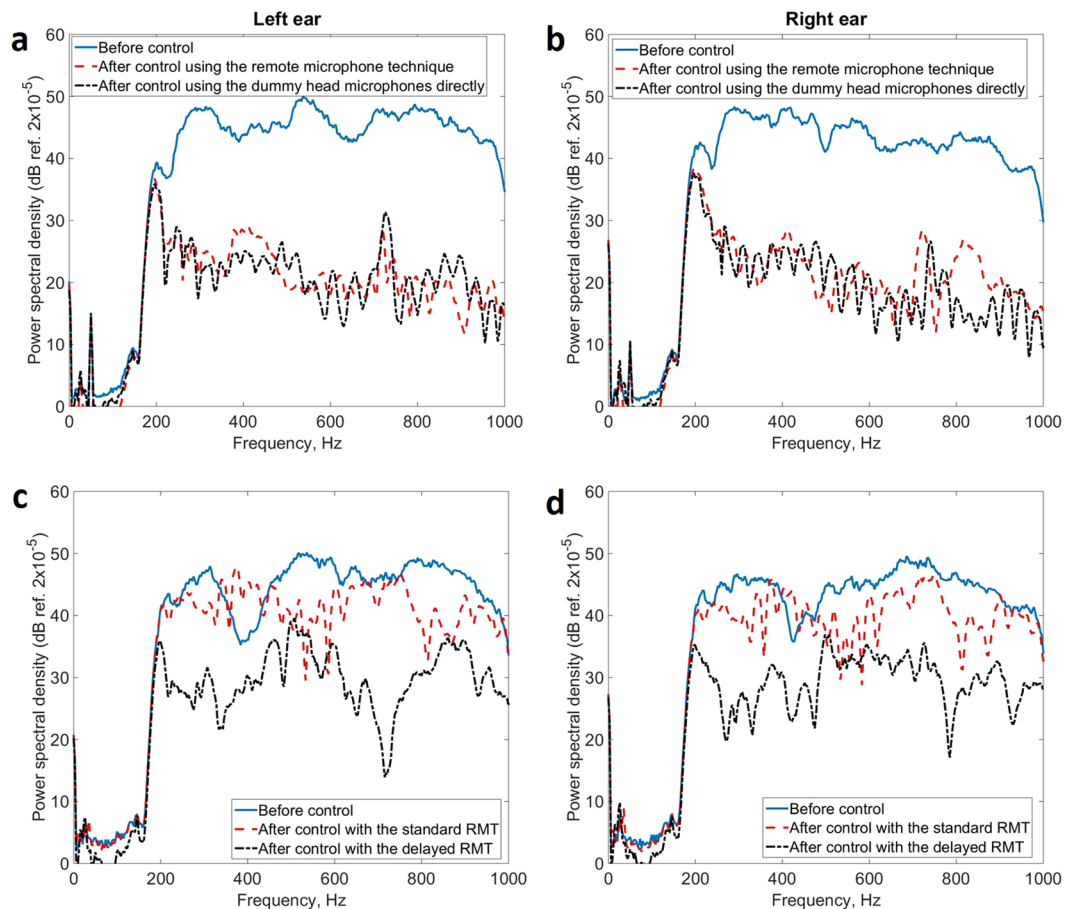 Left ear
Right ear
a
60
50
40
30
20
10
0
Power spectral density (dB ref. 2x10-5)
Before control
After control using the remote microphone technique
After control using the dummy head microphones directly
0 200 400 600 800 1000
Frequency, Hz
b
60
50
40
30
20
10
0
Power spectral density (dB ref. 2x10-5)
Before control
After control using the remote microphone technique
After control using the dummy head microphones directly
0 200 400 600 800 1000
Frequency, Hz
c
60
50
40
30
20
10
0
Power spectral density (dB ref. 2x10-5)
Before control
After control with the standard RMT
After control with the delayed RMT
0 200 400 600 800 1000
Frequency, Hz
d
60
50
40
30
20
10
0
Power spectral density (dB ref. 2x10-5)
Before control
After control with the standard RMT
After control with the delayed RMT
0 200 400 600 800 1000
Frequency, Hz